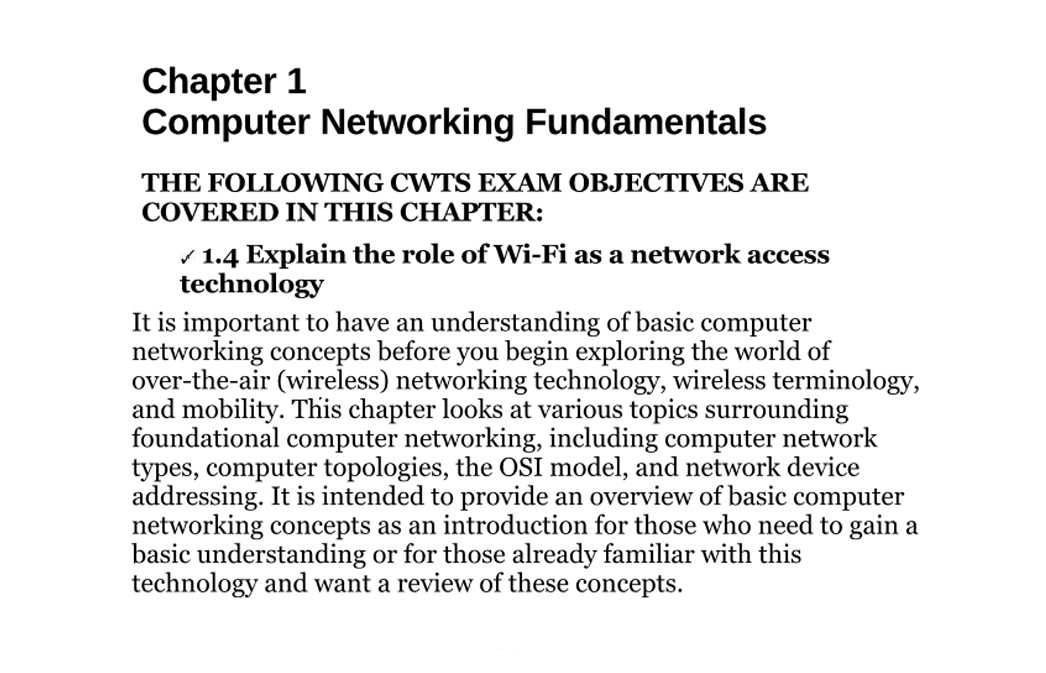 Chapter 1
Computer Networking Fundamentals
THE FOLLOWING CWTS EXAM OBJECTIVES ARE
COVERED IN THIS CHAPTER:
✓ 1.4 Explain the role of Wi-Fi as a network access
technology
It is important to have an understanding of basic computer
networking concepts before you begin exploring the world of
over-the-air (wireless) networking technology, wireless terminology,
and mobility. This chapter looks at various topics surrounding
foundational computer networking, including computer network
types, computer topologies, the OSI model, and network device
addressing. It is intended to provide an overview of basic computer
networking concepts as an introduction for those who need to gain a
basic understanding or for those already familiar with this
technology and want a review of these concepts.